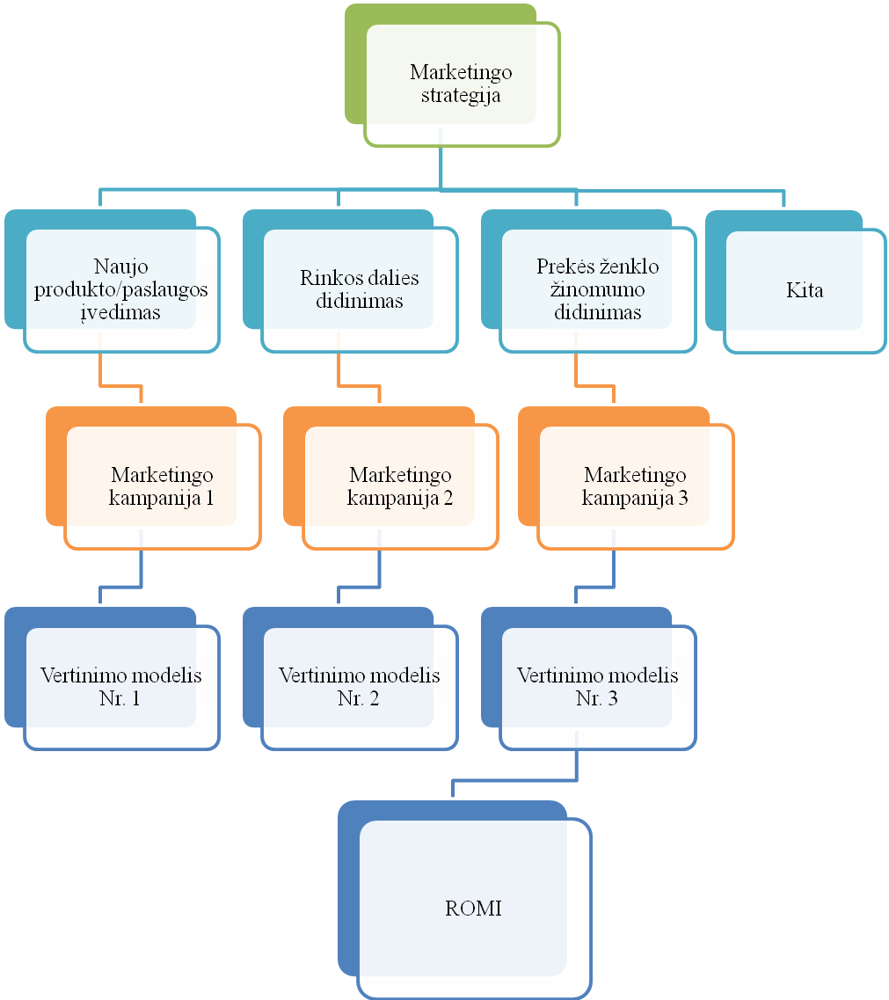 Marketingo
strategija
Naujo
produkto/paslaugos
įvedimas
Rinkos dalies
didinimas
Prekės ženklo
žinomumo
didinimas
Kita
Marketingo
kampanija 1
Marketingo
kampanija 2
Marketingo
kampanija 3
Vertinimo modelis
Nr. 1
Vertinimo modelis
Nr. 2
Vertinimo modelis
Nr. 3
ROMI